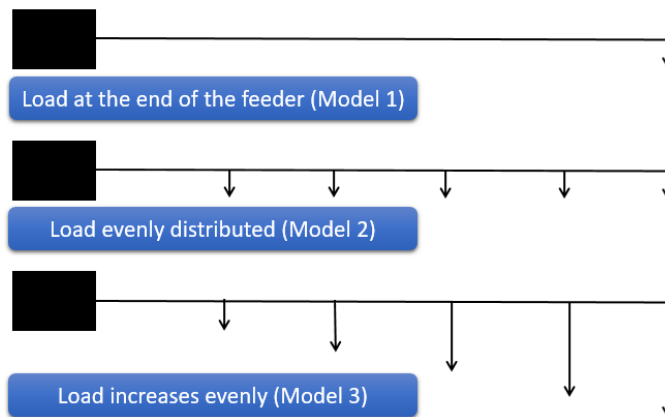 Load at the end of the feeder (Model 1)
Load evenly distributed (Model 2)
Load increases evenly (Model 3)